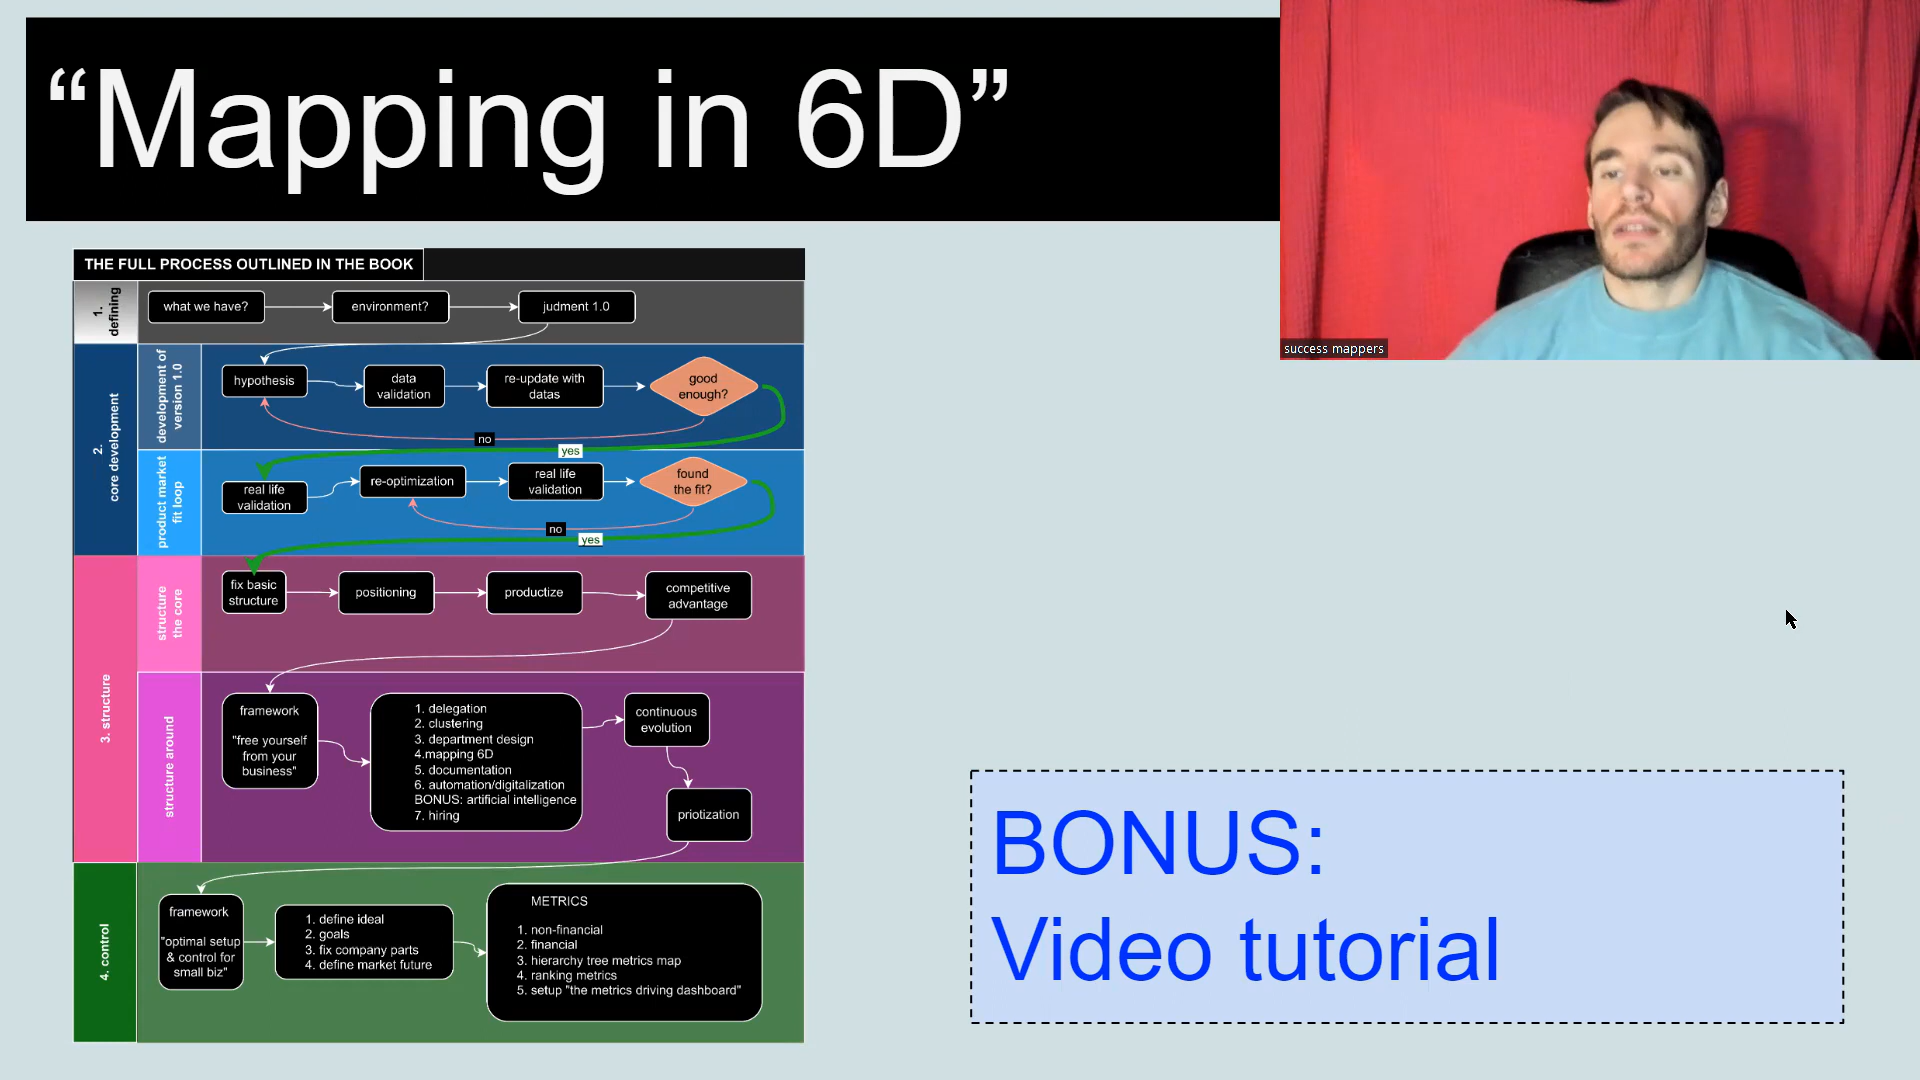 “Mapping in 6D”
success mappers
THE FULL PROCESS OUTLINED IN THE BOOK
1.
defining
what we have?
environment?
judment 1.0
2.
core development
development of
version 1.0
hypothesis
data
validation
re-update with
datas
good
enough?
no
yes
product market
fit loop
real life
validation
re-optimization
real life
validation
found
the fit?
no
yes
3. structure
structure
the core
fix basic
structure
positioning
productize
competitive
advantage
structure around
framework
"free yourself
from your
business"
1. delegation
2. clustering
3. department design
4.mapping 6D
5. documentation
6. automation/digitalization
BONUS: artificial intelligence
7. hiring
continuous
evolution
priotization
4. control
framework
"optimal setup
& control for
small biz"
1. define ideal
2. goals
3. fix company parts
4. define market future
METRICS
1. non-financial
2. financial
3. hierarchy tree metrics map
4. ranking metrics
5. setup "the metrics driving dashboard"
BONUS:
Video tutorial